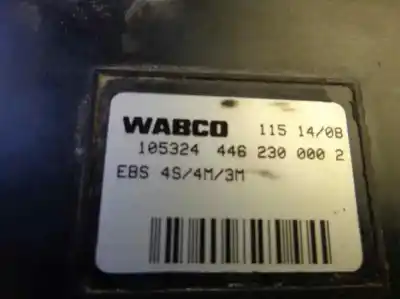 WABCO 115 14/08
105324 446 230 000 2
EBS 4S/4M/3M